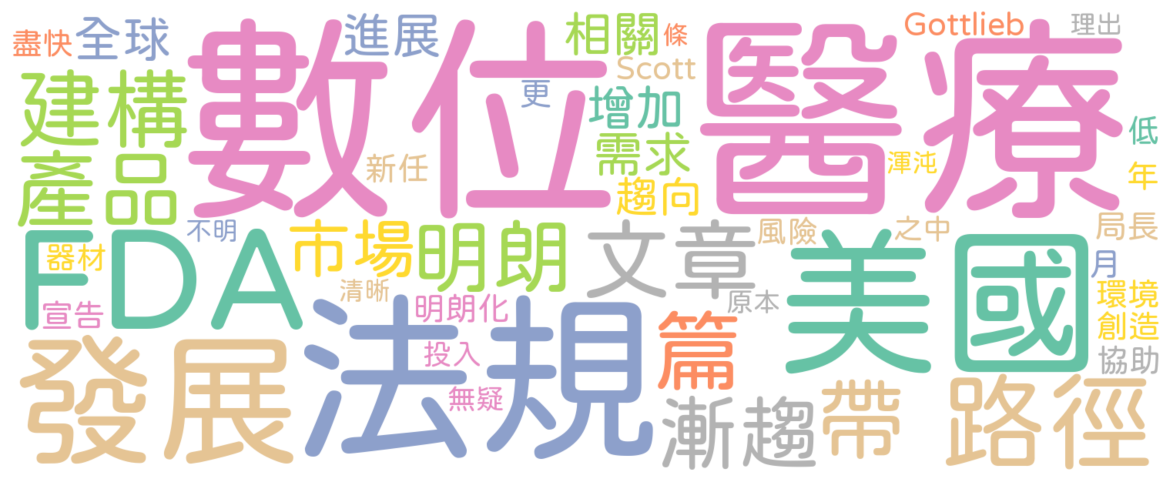 盡快
全球
進展
相關
條
Gottlieb
理出
數位
醫療
建構
更
Scott
增加
低
需求
新任
渾沌
年
產品
趨向
FDA
不明
市場
明朗
文章
風險
之中
局長
器材
美國
月
清晰
宣告
明朗化
原本
環境
創造
法規
篇
發展
投入
協助
無疑
漸趨
帶
路徑